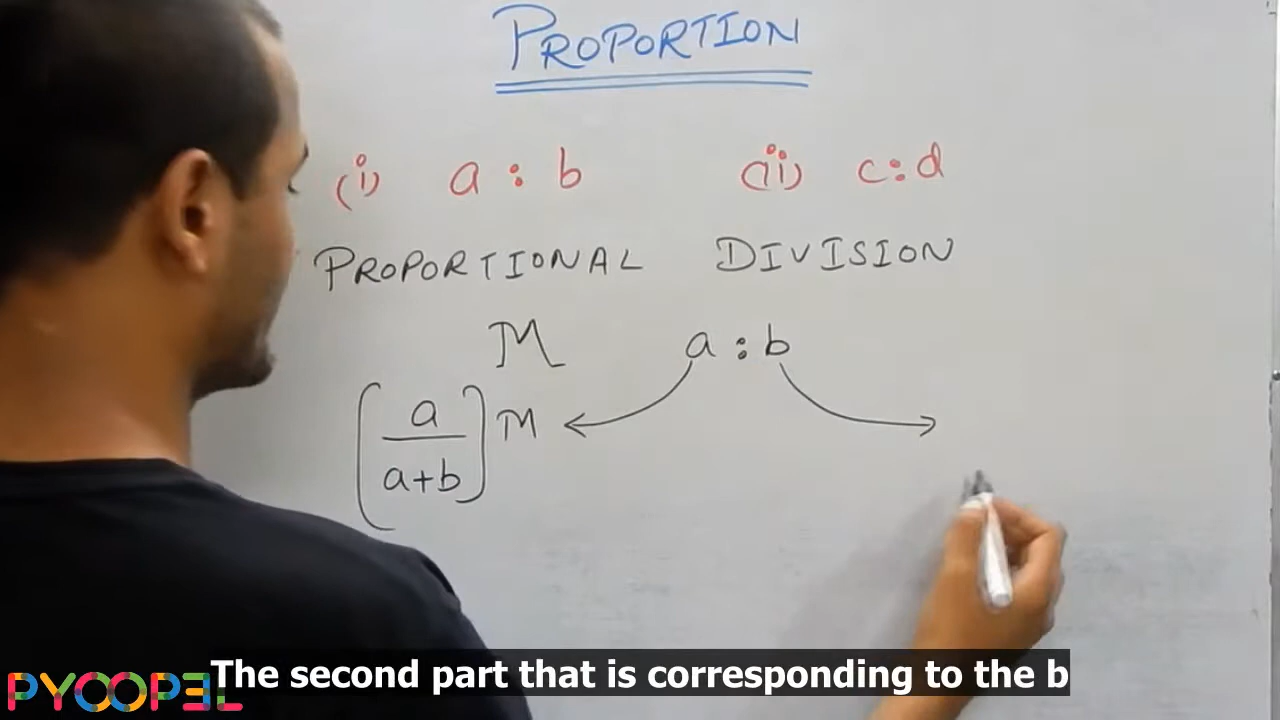 PROPORTION
(i) a : b (ii) c:d
PROPORTIONAL DIVISION
M a : b
[a/(a+b)] M
The second part that is corresponding to the b
PYOOPEL